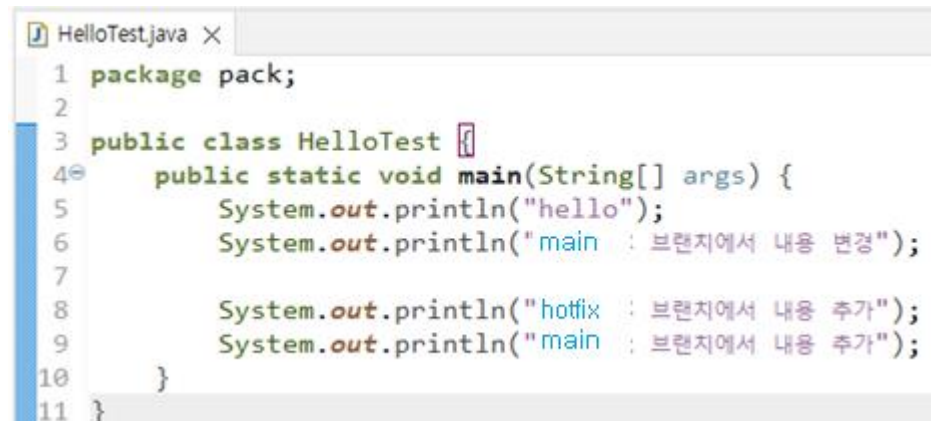 HelloTest.java
1 package pack;
2
3 public class HelloTest {
4 public static void main(String[] args) {
5 System.out.println("hello");
6 System.out.println("main : 브랜치에서 내용 변경");
7
8 System.out.println("hotfix : 브랜치에서 내용 추가");
9 System.out.println("main : 브랜치에서 내용 추가");
10 }
11 }